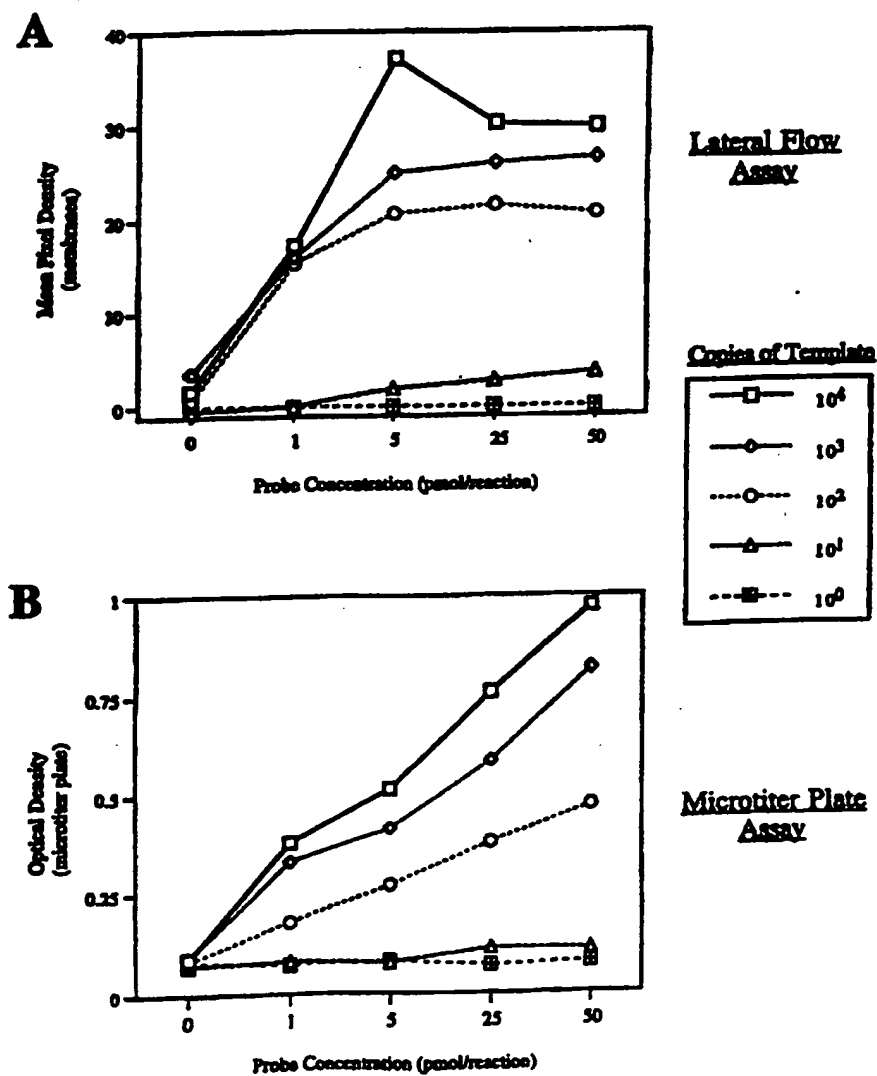 A
40
30
20
10
0
Mean Pixel Density
(membranes)
0 1 5 25 50
Probe Concentration (pmol/reaction)
Lateral Flow
Assay
Copies of Template
10⁴
10³
10²
10¹
10⁰
B
1
0.75
0.5
0.25
0
Optical Density
(microtiter plate)
0 1 5 25 50
Probe Concentration (pmol/reaction)
Microtiter Plate
Assay